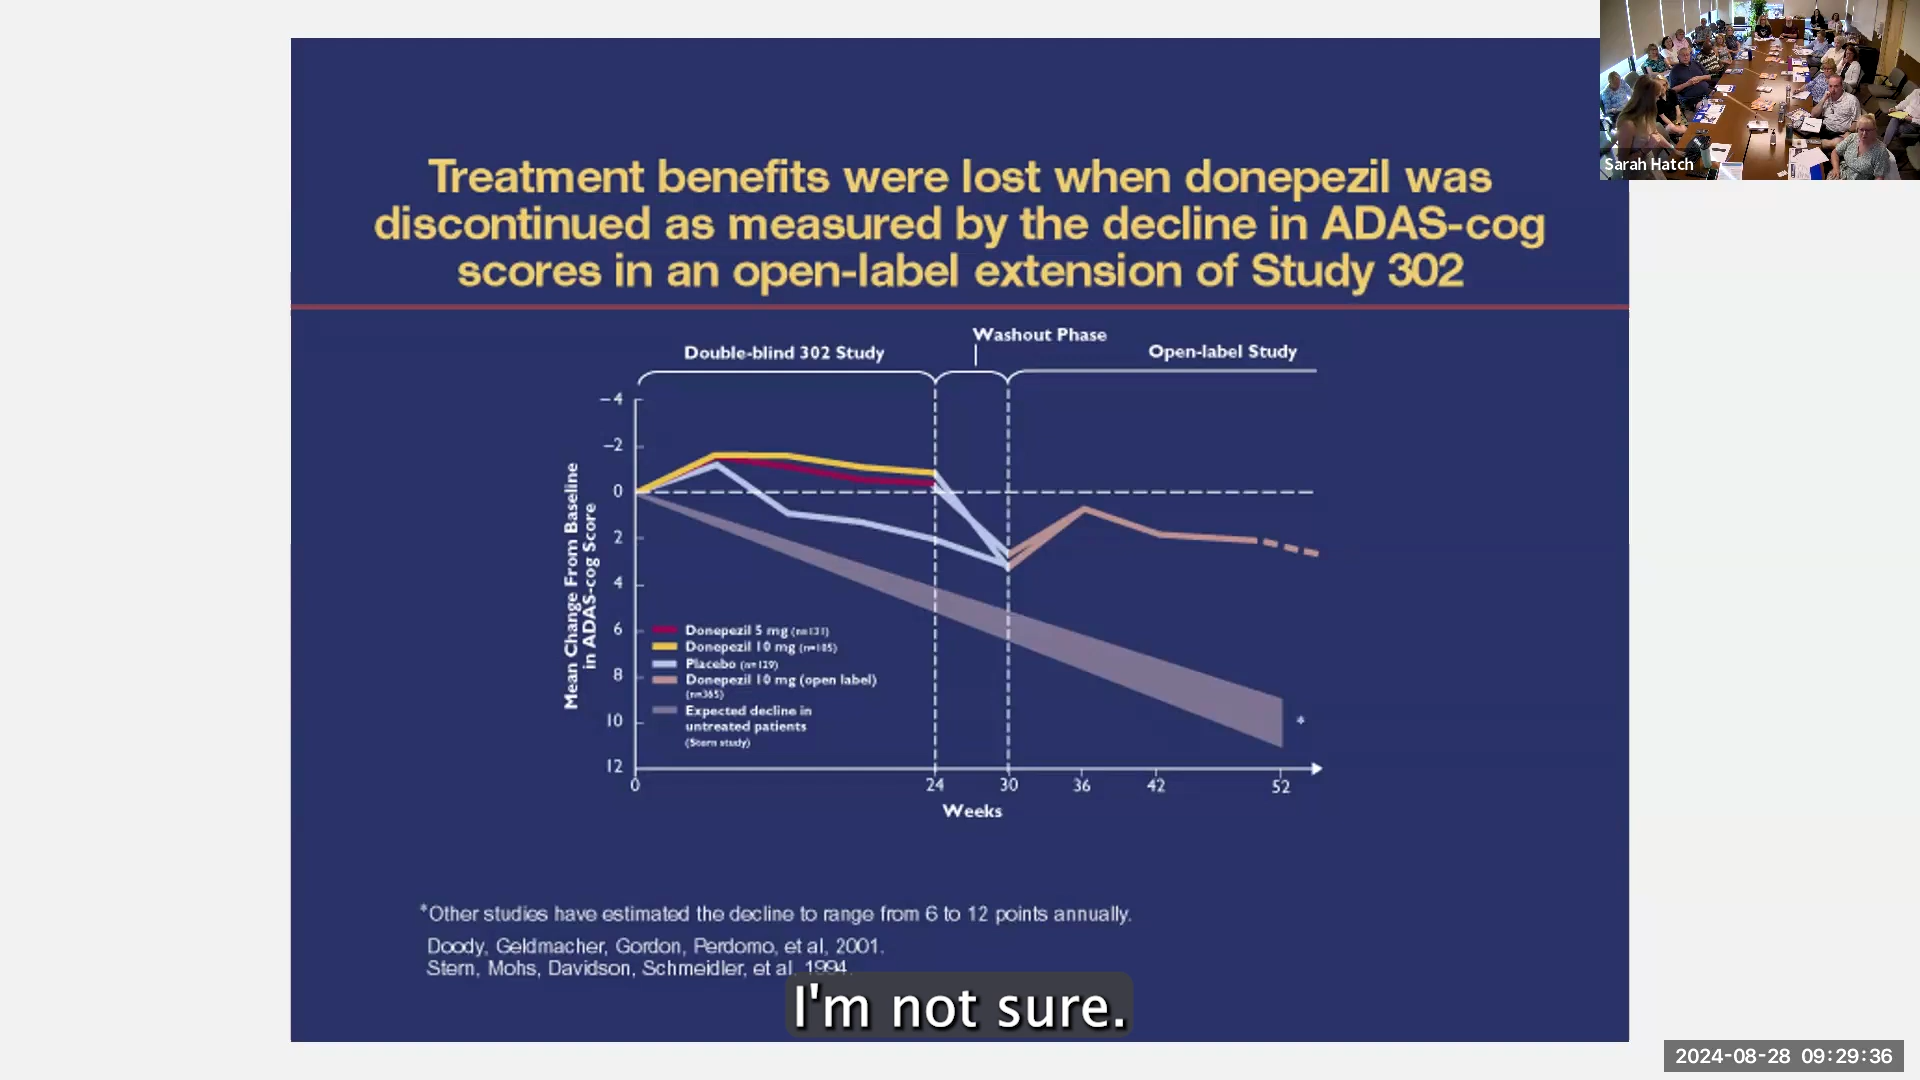 Sarah Hatch
Treatment benefits were lost when donepezil was
discontinued as measured by the decline in ADAS-cog
scores in an open-label extension of Study 302
Washout Phase
Double-blind 302 Study
Open-label Study
−4
−2
0
2
4
6
8
10
12
Mean Change From Baseline
in ADAS-cog Score
Donepezil 5 mg (n=131)
Donepezil 10 mg (n=105)
Placebo (n=129)
Donepezil 10 mg (open label)
(n=365)
Expected decline in
untreated patients
(Stern study)
*
0 24 30 36 42 52
Weeks
*Other studies have estimated the decline to range from 6 to 12 points annually.
Doody, Geldmacher, Gordon, Perdomo, et al, 2001.
Stern, Mohs, Davidson, Schmeidler, et al, 1994.
I'm not sure.
2024-08-28 09:29:36